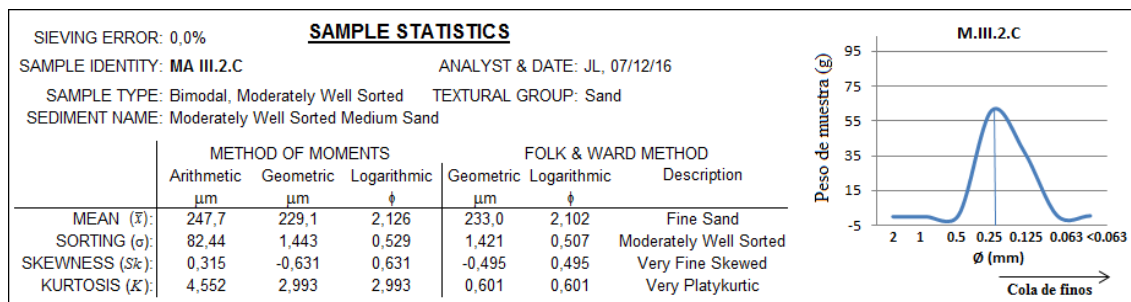 SAMPLE STATISTICS
SIEVING ERROR: 0,0%
SAMPLE IDENTITY: MA III.2.C ANALYST & DATE: JL, 07/12/16
SAMPLE TYPE: Bimodal, Moderately Well Sorted TEXTURAL GROUP: Sand
SEDIMENT NAME: Moderately Well Sorted Medium Sand
METHOD OF MOMENTS FOLK & WARD METHOD
Arithmetic Geometric Logarithmic Geometric Logarithmic Description
μm μm ϕ μm ϕ
MEAN (x̄): 247,7 229,1 2,126 233,0 2,102 Fine Sand
SORTING (σ): 82,44 1,443 0,529 1,421 0,507 Moderately Well Sorted
SKEWNESS (Sk): 0,315 -0,631 0,631 -0,495 0,495 Very Fine Skewed
KURTOSIS (K): 4,552 2,993 2,993 0,601 0,601 Very Platykurtic
M.III.2.C
Peso de muestra (g)
95
75
55
35
15
-5
2 1 0.5 0.25 0.125 0.063 <0.063
Ø (mm)
Cola de finos